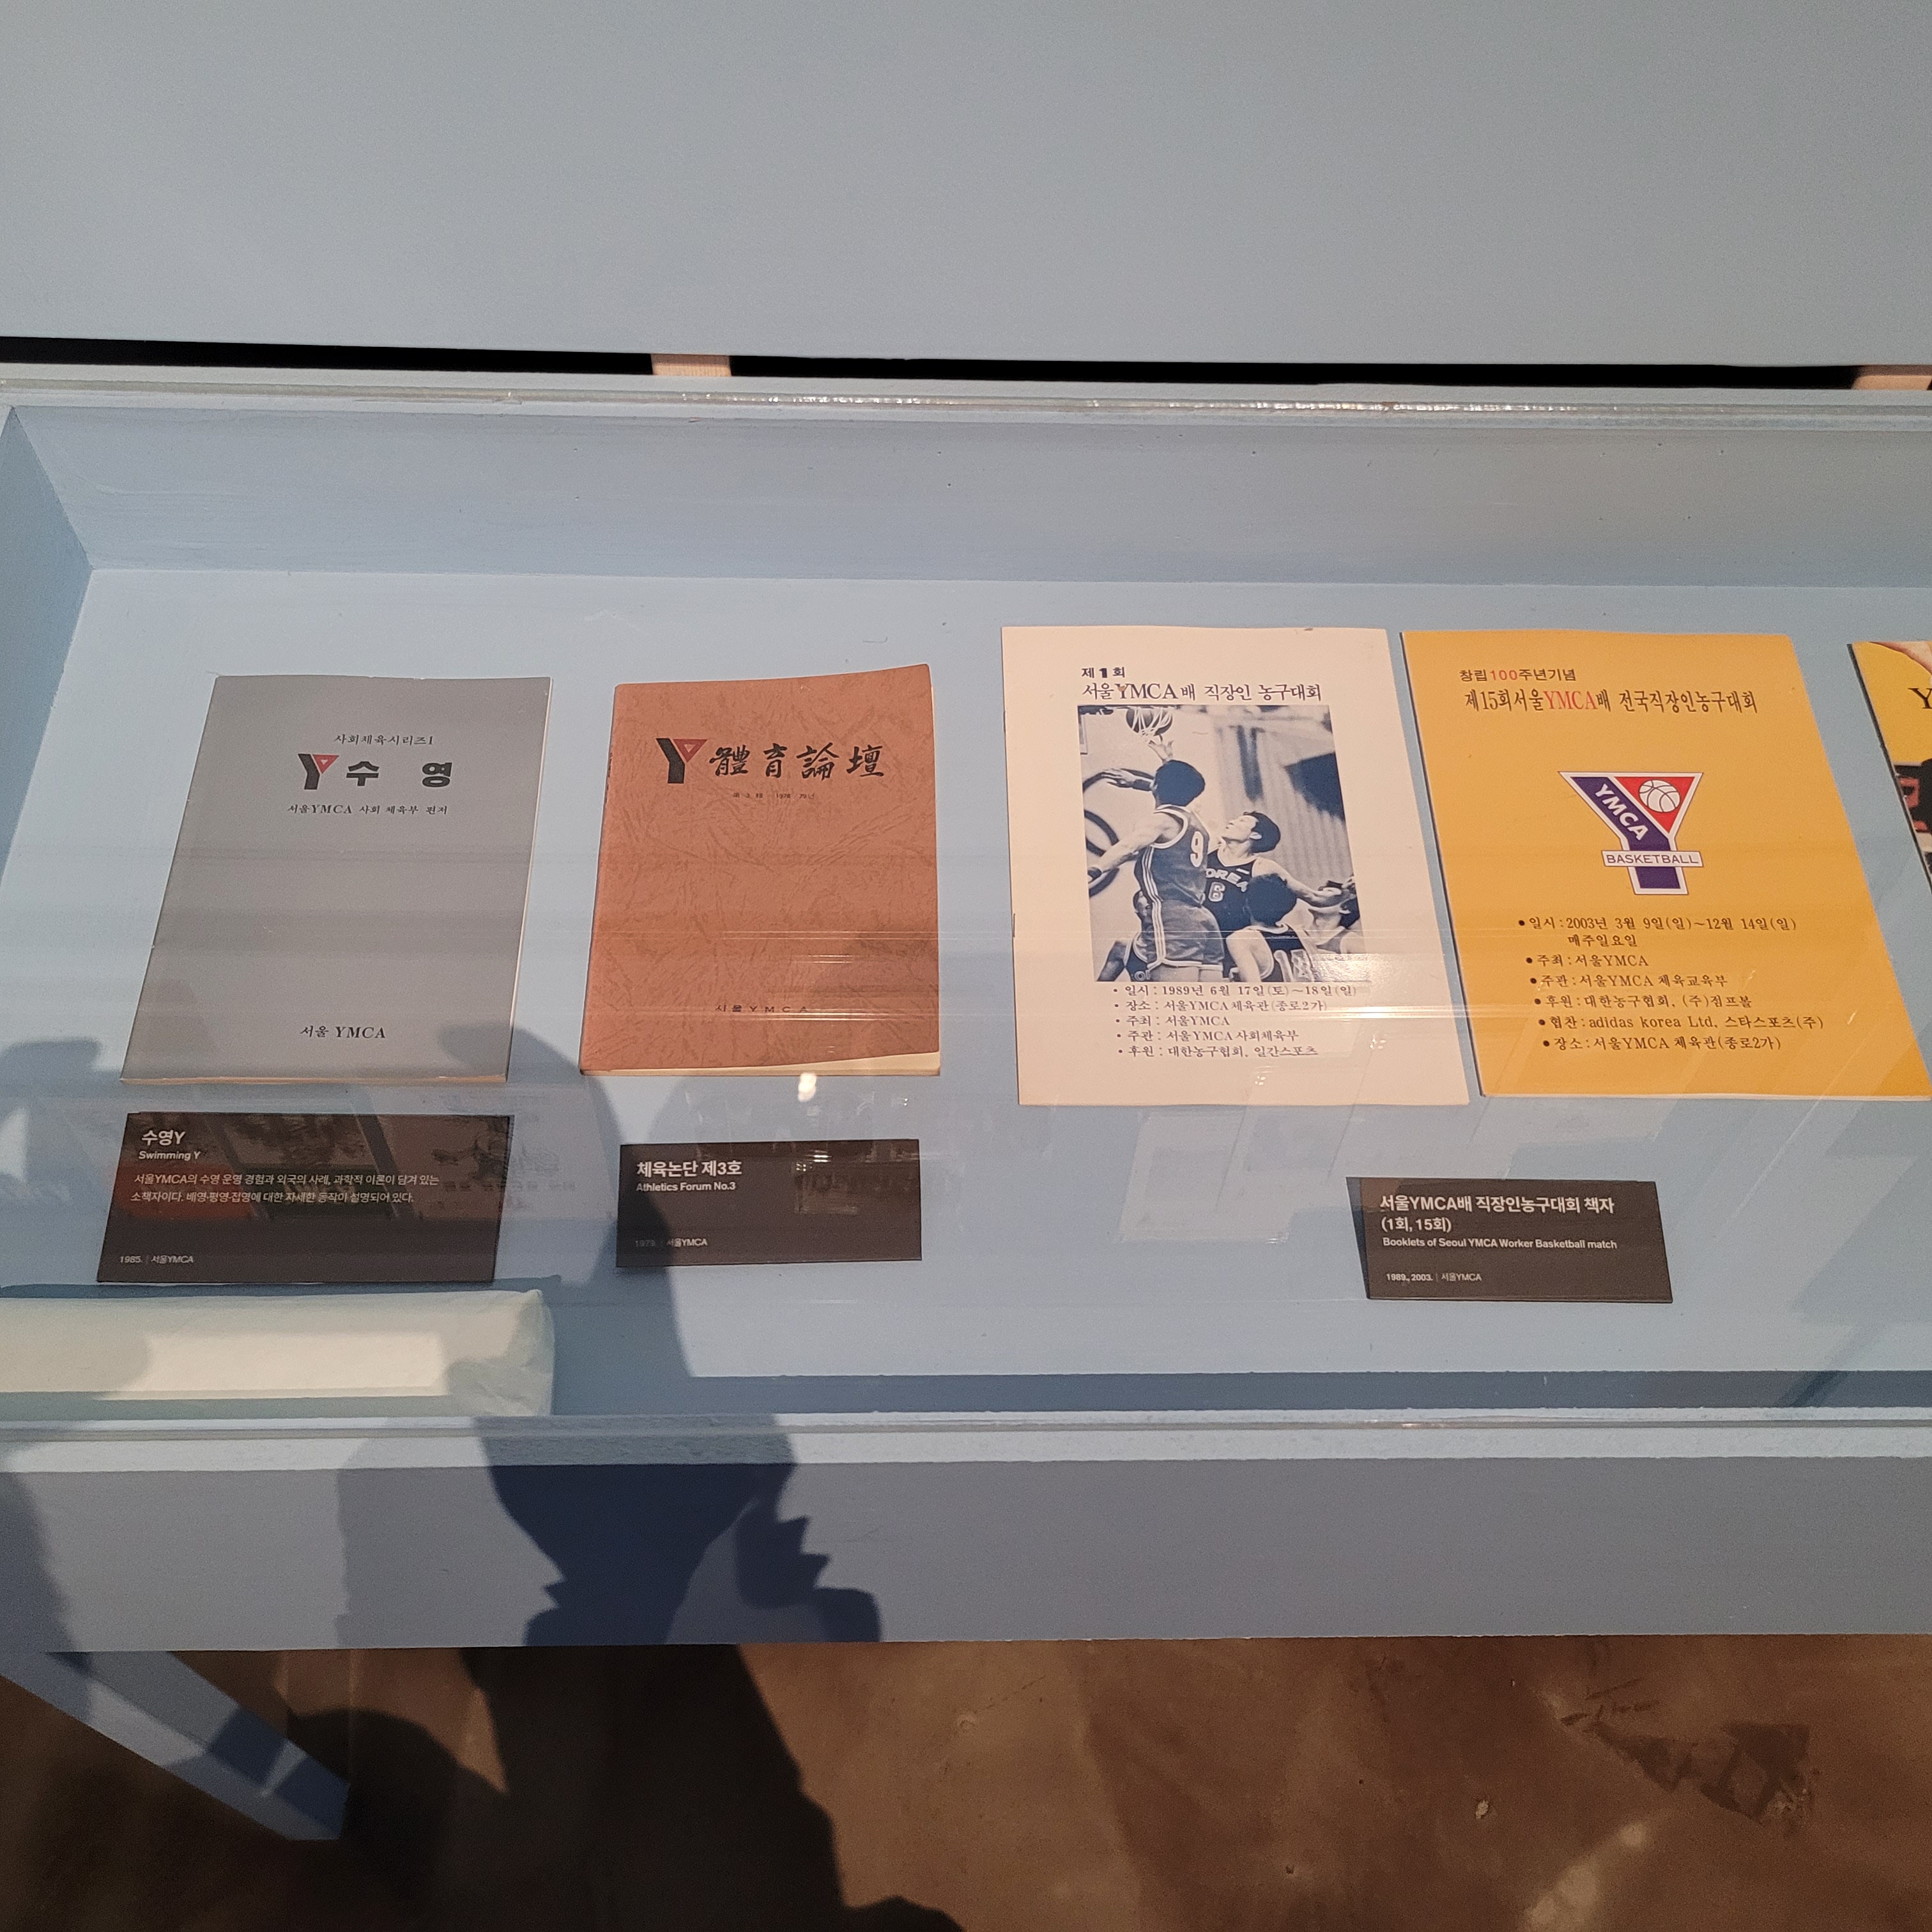 사회체육시리즈1
Y수 영
서울YMCA 사회 체육부 편저
서울 YMCA
Y體育論壇
서울YMCA
제1회
서울YMCA배 직장인 농구대회
9
KOREA
6
• 일시 : 1989년 6월 17일(토)~18일(일)
• 장소 : 서울YMCA 체육관(종로2가)
• 주최 : 서울YMCA
• 주관 : 서울YMCA 사회체육부
• 후원 : 대한농구협회, 일간스포츠
창립100주년기념
제15회서울YMCA배 전국직장인농구대회
YMCA
BASKETBALL
● 일시 : 2003년 3월 9일(일)~12월 14일(일)
매주일요일
● 주최 : 서울YMCA
● 주관 : 서울YMCA 체육교육부
● 후원 : 대한농구협회, (주)점프볼
● 협찬 : adidas korea Ltd, 스타스포츠(주)
● 장소 : 서울YMCA 체육관(종로2가)
Y
수영Y
Swimming Y
서울YMCA의 수영 운영 경험과 외국의 사례, 과학적 이론이 담겨 있는
소책자이다. 배영·평영·접영에 대한 자세한 동작이 설명되어 있다.
1985. | 서울YMCA
체육논단 제3호
Athletics Forum No.3
1979. | 서울YMCA
서울YMCA배 직장인농구대회 책자
(1회, 15회)
Booklets of Seoul YMCA Worker Basketball match
1989., 2003. | 서울YMCA